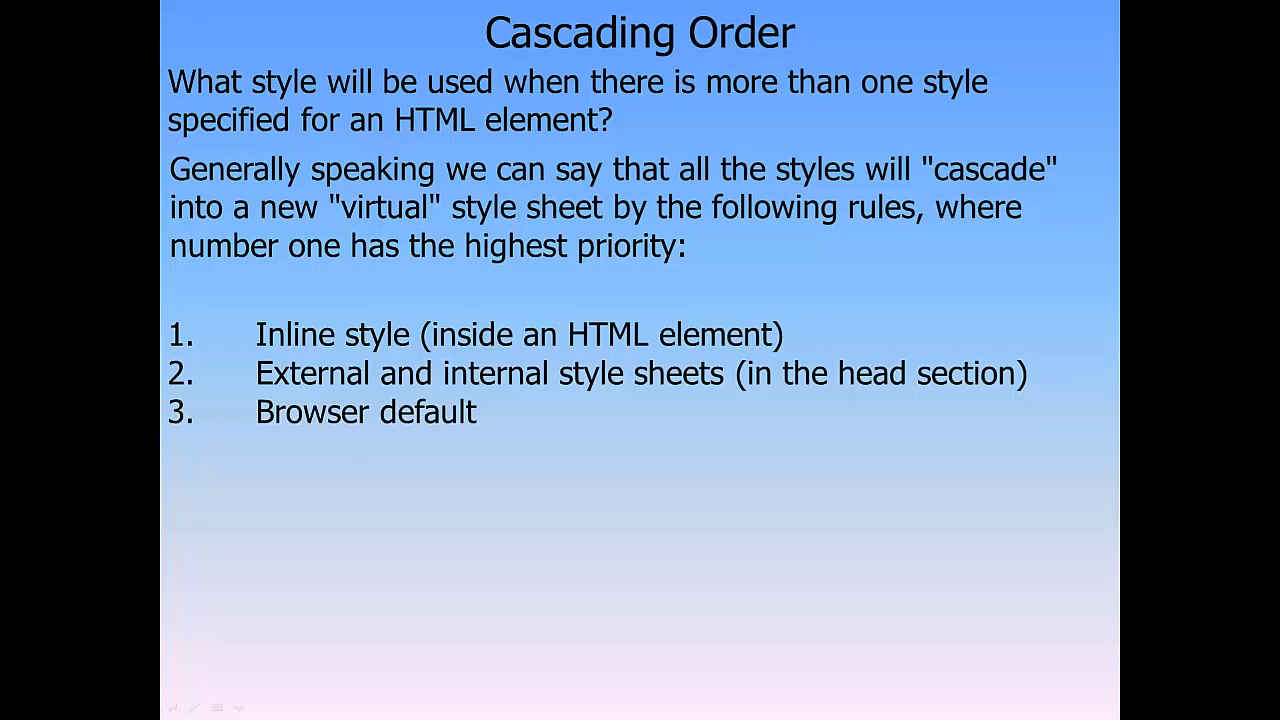 Cascading Order
What style will be used when there is more than one style
specified for an HTML element?
Generally speaking we can say that all the styles will "cascade"
into a new "virtual" style sheet by the following rules, where
number one has the highest priority:
1. Inline style (inside an HTML element)
2. External and internal style sheets (in the head section)
3. Browser default